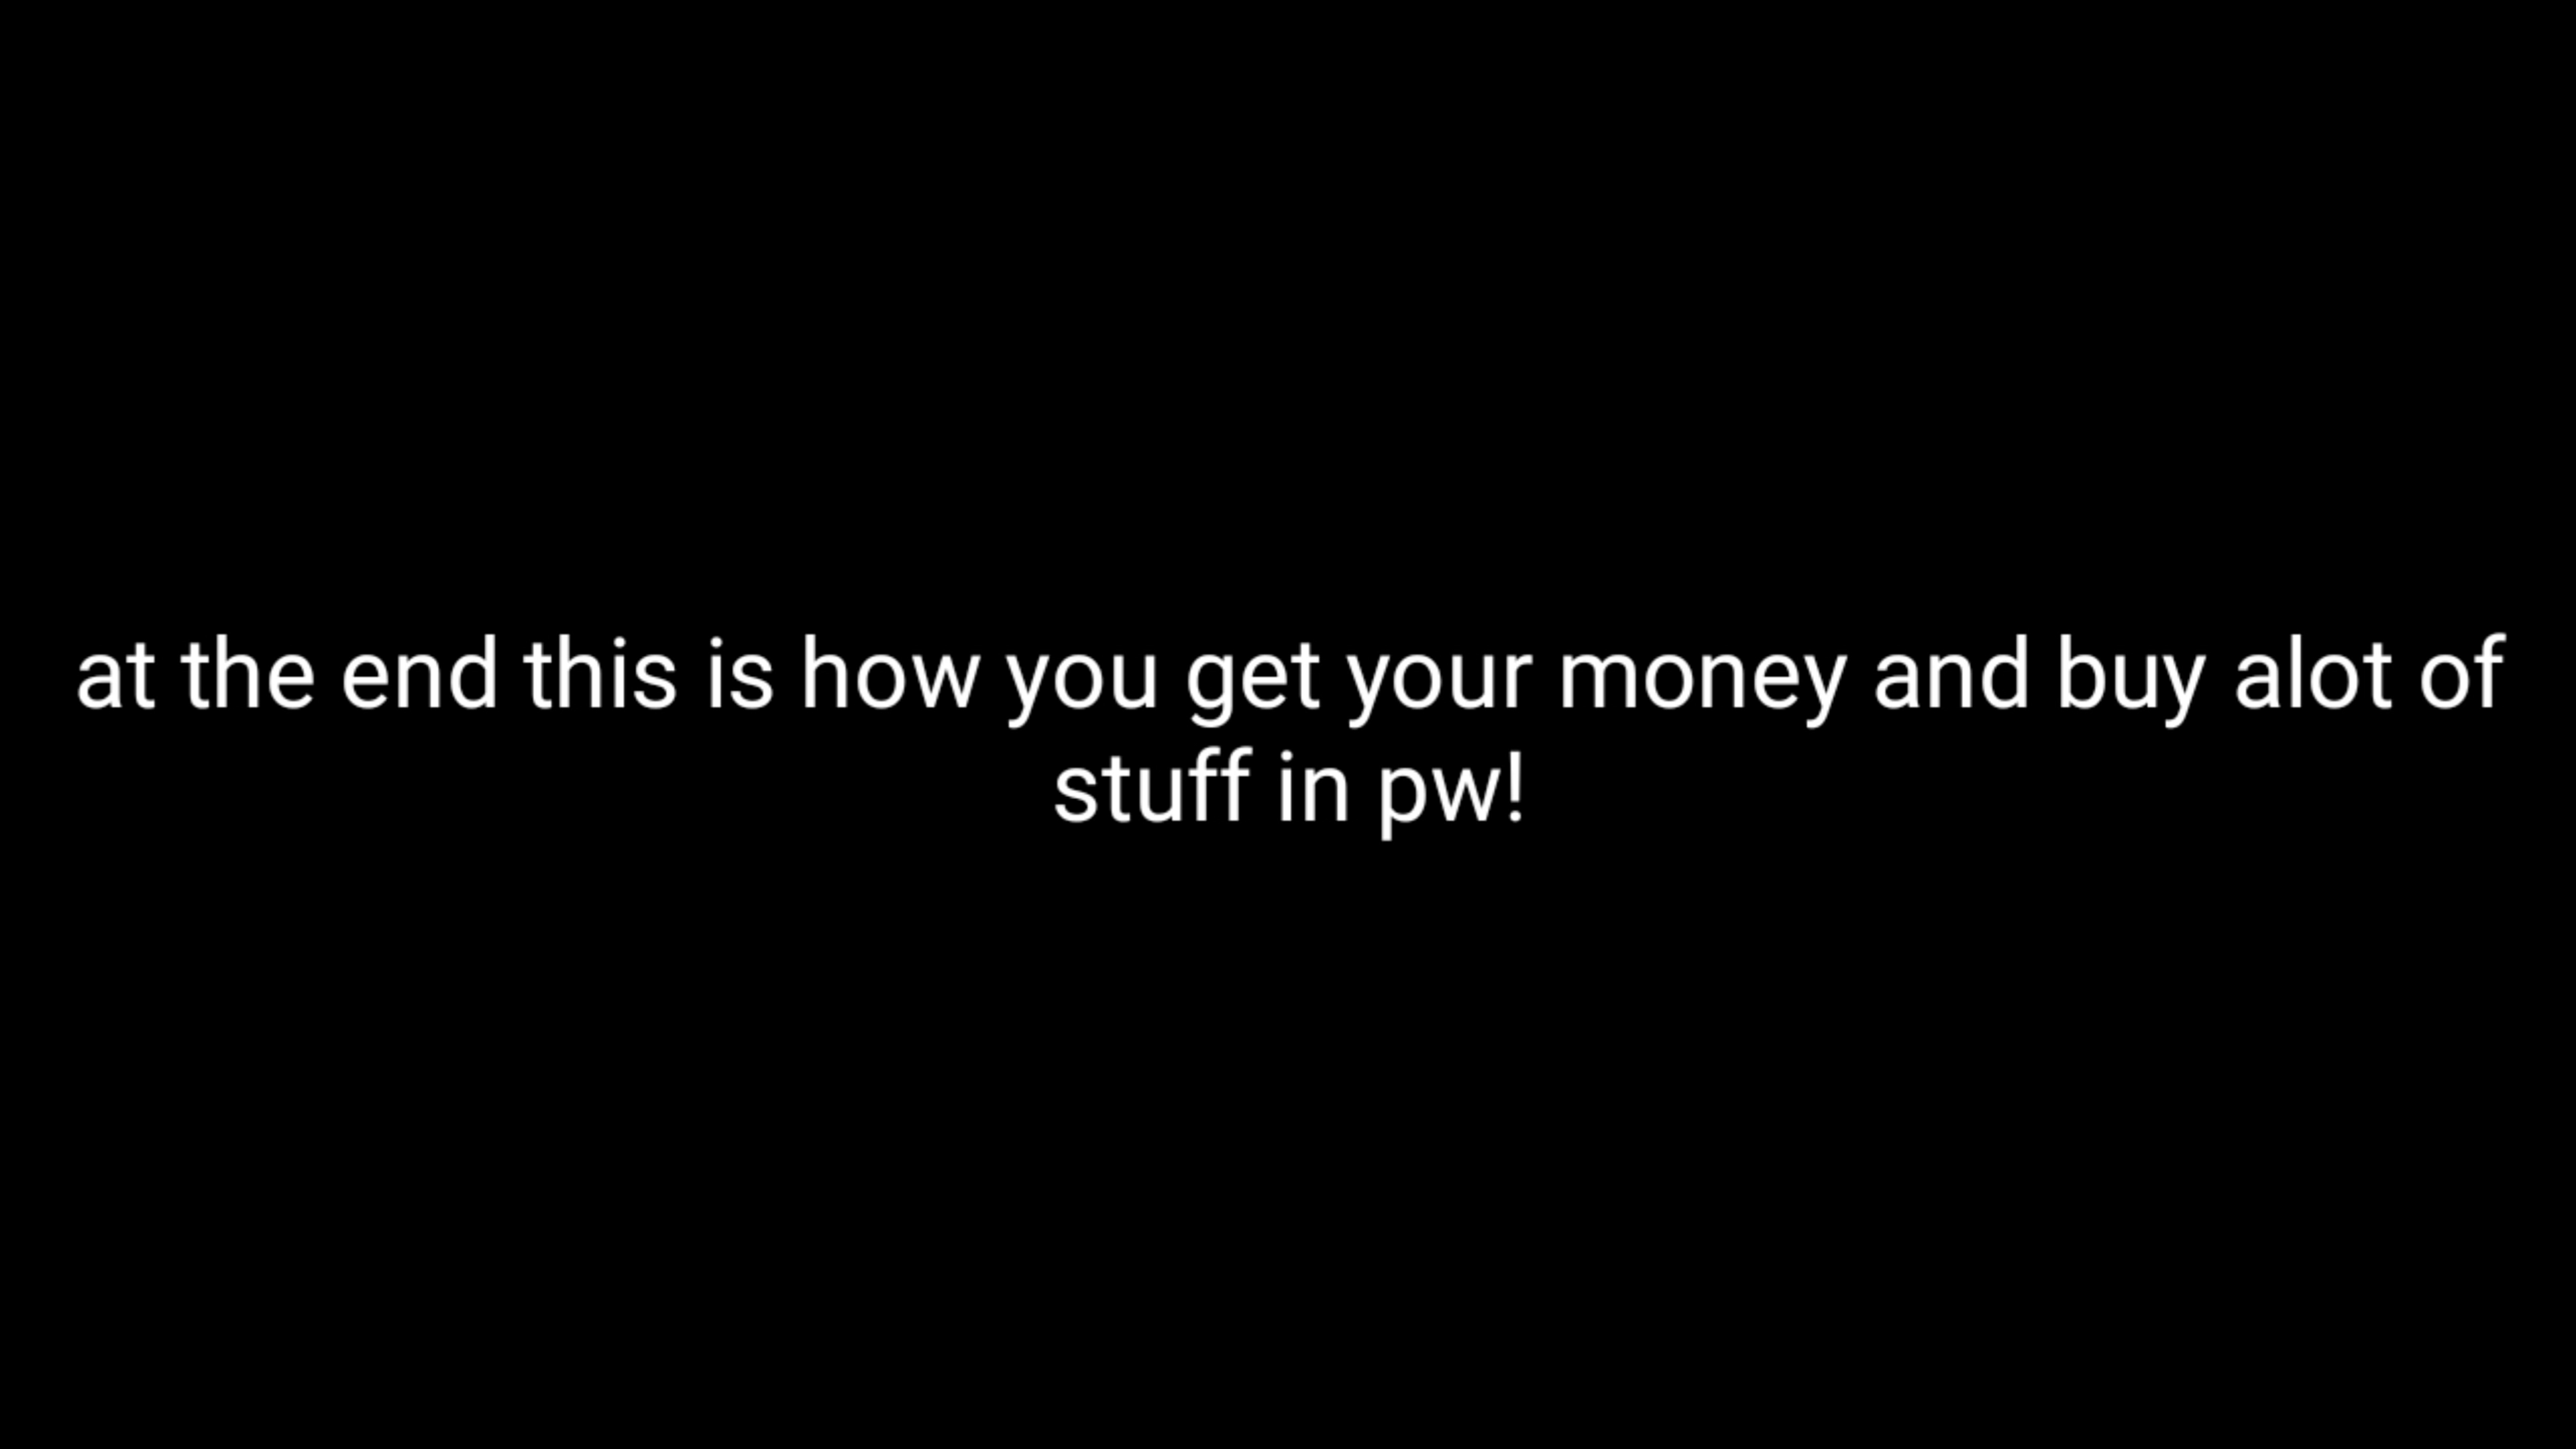 at the end this is how you get your money and buy alot of
stuff in pw!